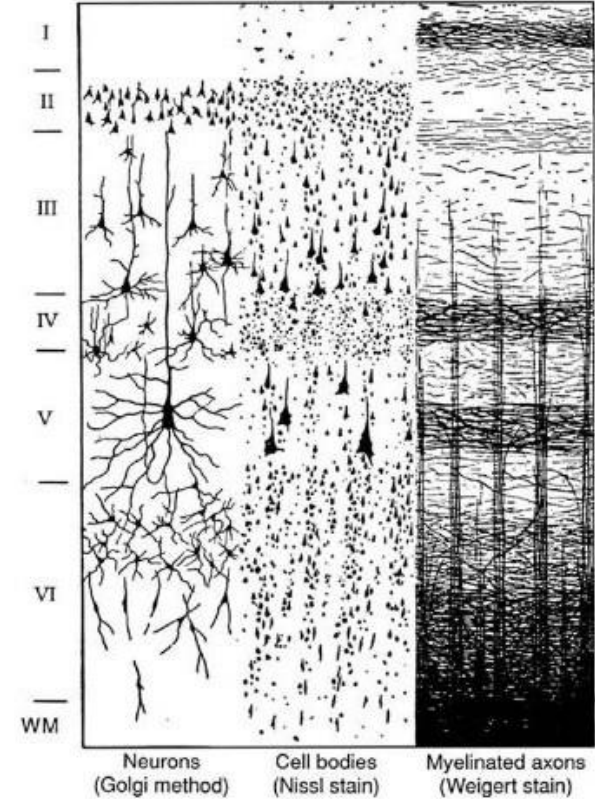 I
II
III
IV
V
VI
WM
Neurons
(Golgi method)
Cell bodies
(Nissl stain)
Myelinated axons
(Weigert stain)